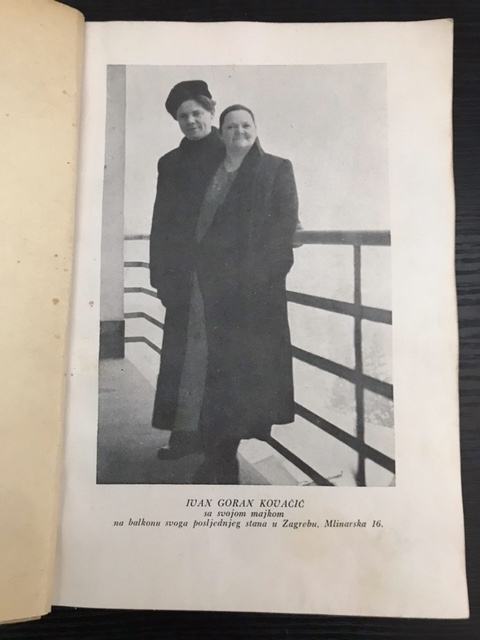 IVAN GORAN KOVAČIĆ
sa svojom majkom
na balkonu svoga posljednjeg stana u Zagrebu, Mlinarska 16.